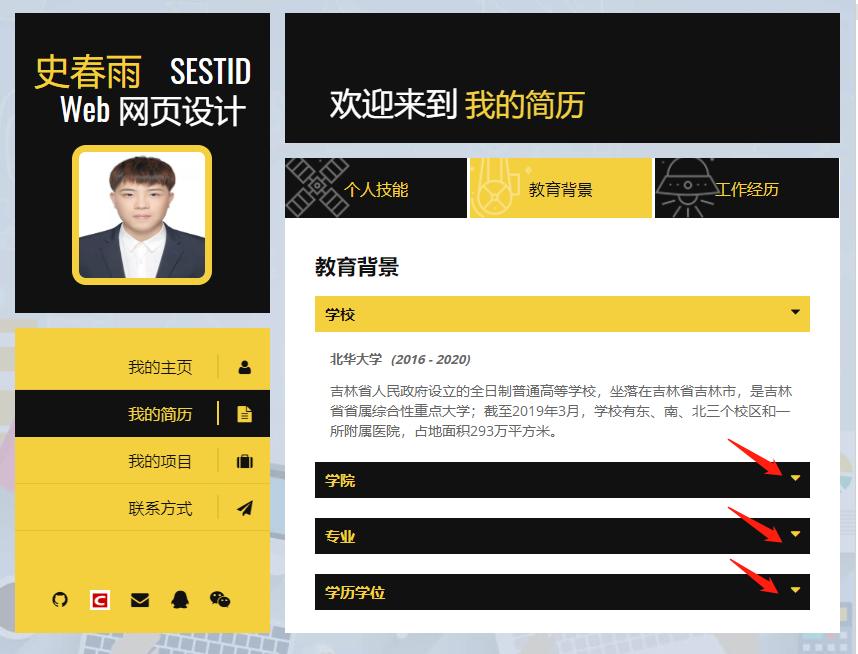 史春雨 SESTID
Web 网页设计
我的主页
我的简历
我的项目
联系方式
欢迎来到 我的简历
个人技能
教育背景
工作经历
教育背景
学校
北华大学 (2016 - 2020)
吉林省人民政府设立的全日制普通高等学校，坐落在吉林省吉林市，是吉林
省省属综合性重点大学；截至2019年3月，学校有东、南、北三个校区和一
所附属医院，占地面积293万平方米。
学院
专业
学历学位